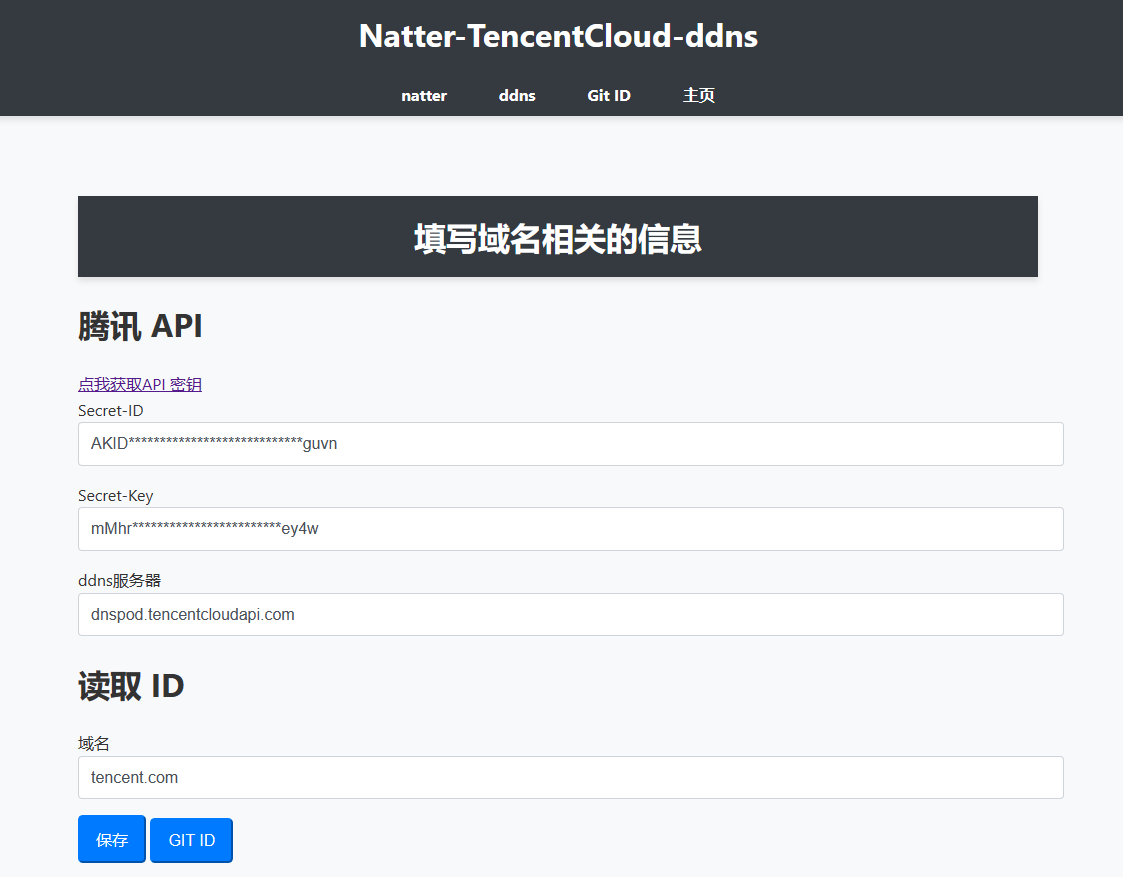 Natter-TencentCloud-ddns
natter ddns Git ID 主页
填写域名相关的信息
腾讯 API
点我获取API 密钥
Secret-ID
AKID****************************guvn
Secret-Key
mMhr************************ey4w
ddns服务器
dnspod.tencentcloudapi.com
读取 ID
域名
tencent.com
保存 GIT ID